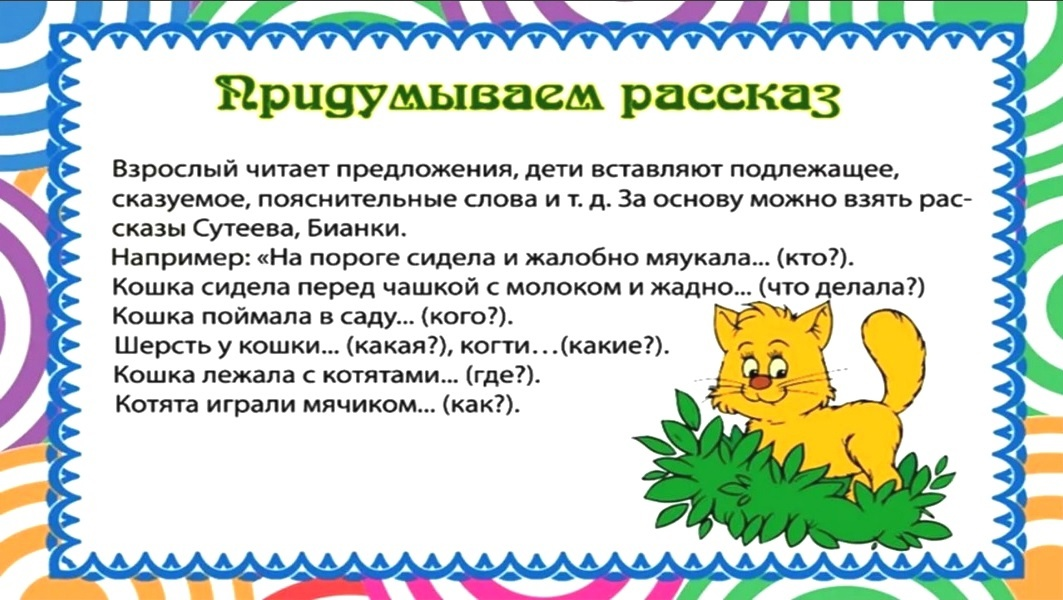 Придумываем рассказ
Взрослый читает предложения, дети вставляют подлежащее,
сказуемое, пояснительные слова и т. д. За основу можно взять рас-
сказы Сутеева, Бианки.
Например: «На пороге сидела и жалобно мяукала... (кто?).
Кошка сидела перед чашкой с молоком и жадно... (что делала?)
Кошка поймала в саду... (кого?).
Шерсть у кошки... (какая?), когти…(какие?).
Кошка лежала с котятами... (где?).
Котята играли мячиком... (как?).